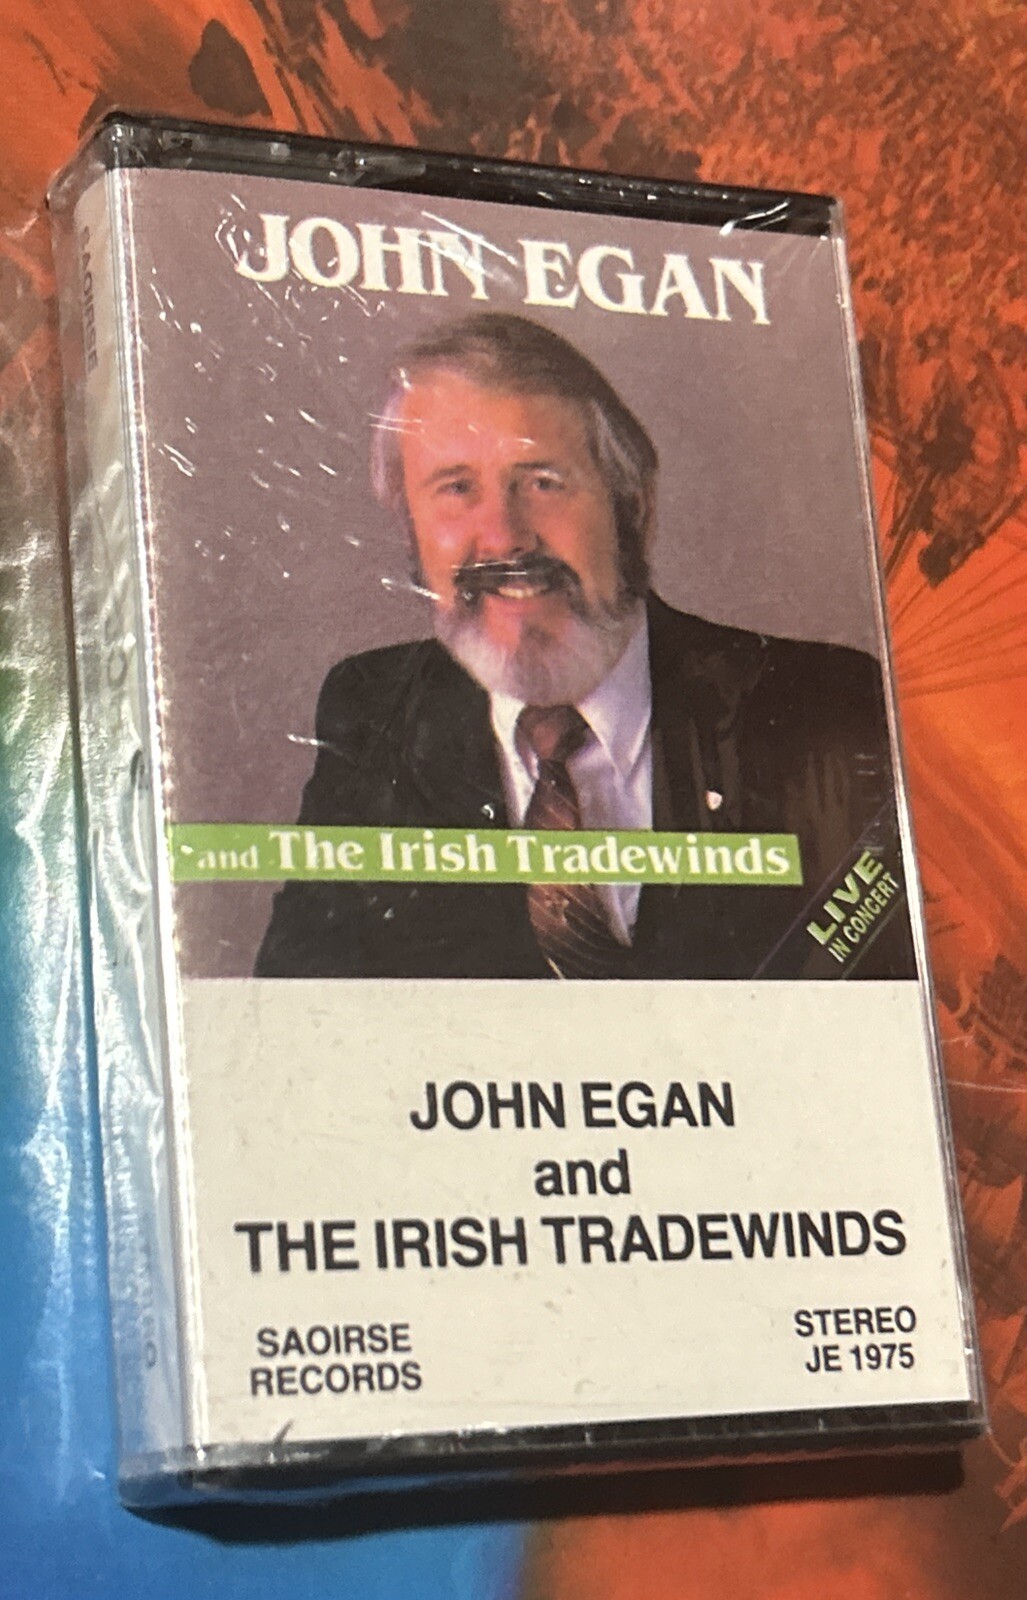 JOHN EGAN
and The Irish Tradewinds
LIVE
IN CONCERT
JOHN EGAN
and
THE IRISH TRADEWINDS
SAOIRSE
RECORDS
STEREO
JE 1975
SAOIRSE